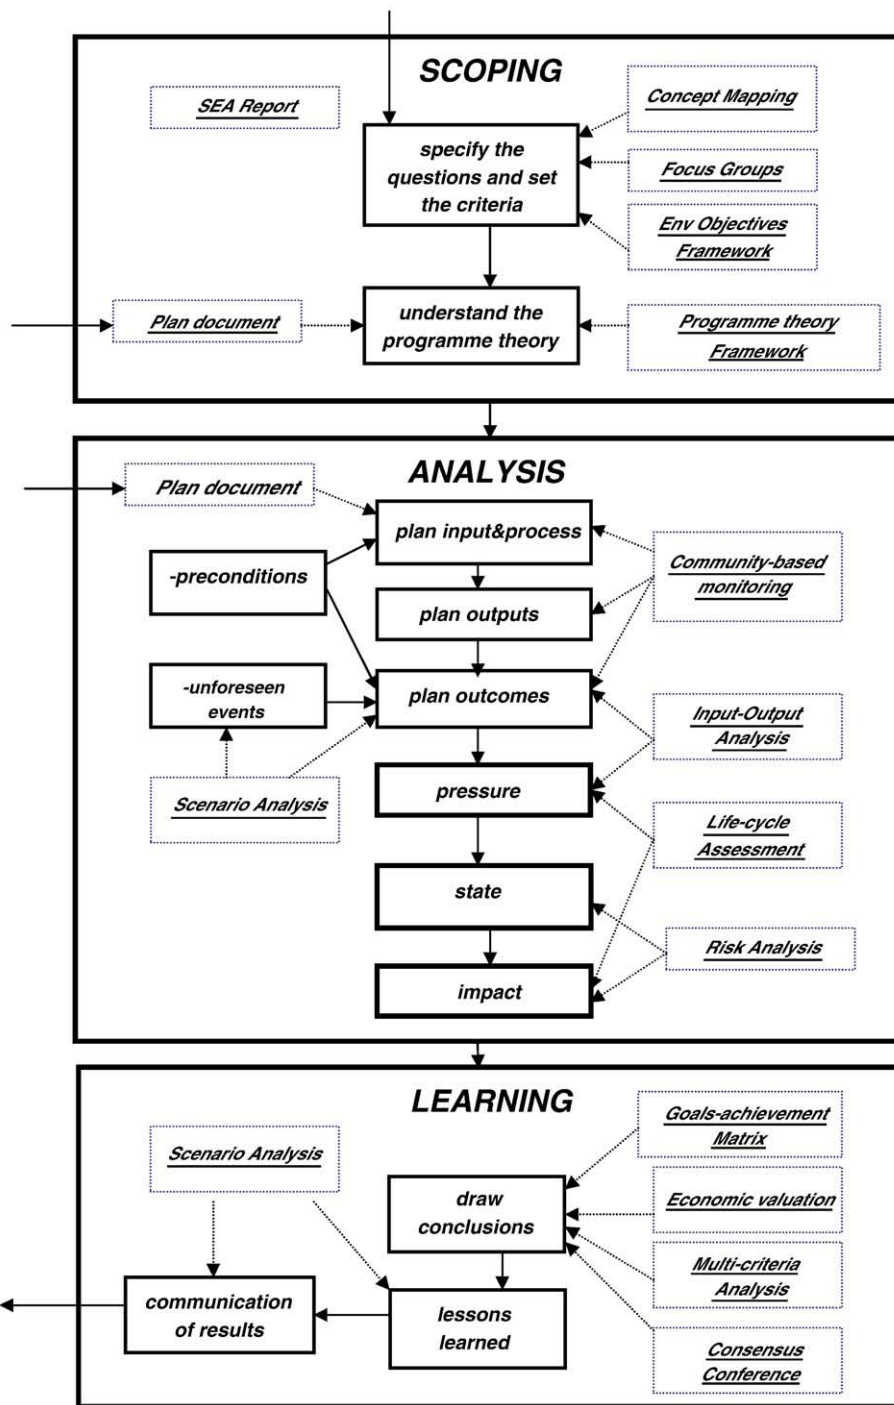 SCOPING
SEA Report
Concept Mapping
specify the
questions and set
the criteria
Focus Groups
Env Objectives
Framework
Plan document
understand the
programme theory
Programme theory
Framework
ANALYSIS
Plan document
plan input&process
-preconditions
Community-based
monitoring
plan outputs
-unforeseen
events
plan outcomes
Input-Output
Analysis
Scenario Analysis
pressure
Life-cycle
Assessment
state
Risk Analysis
impact
LEARNING
Goals-achievement
Matrix
Scenario Analysis
draw
conclusions
Economic valuation
Multi-criteria
Analysis
communication
of results
lessons
learned
Consensus
Conference